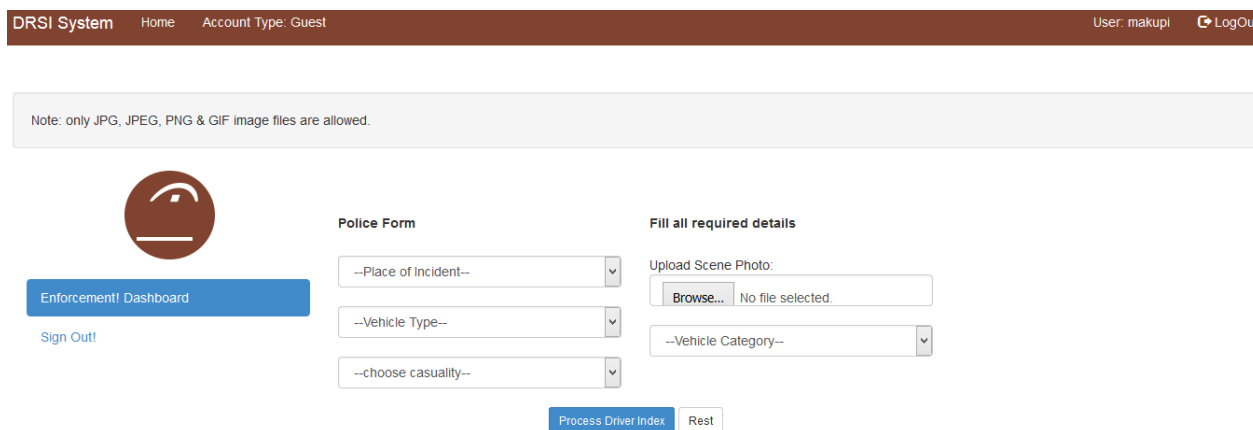 DRSI System Home Account Type: Guest User: makupi LogOu
Note: only JPG, JPEG, PNG & GIF image files are allowed.
Police Form
Fill all required details
--Place of Incident--
Upload Scene Photo:
Browse... No file selected.
Enforcement! Dashboard
--Vehicle Type--
Sign Out!
--Vehicle Category--
--choose casuality--
Process Driver Index Rest